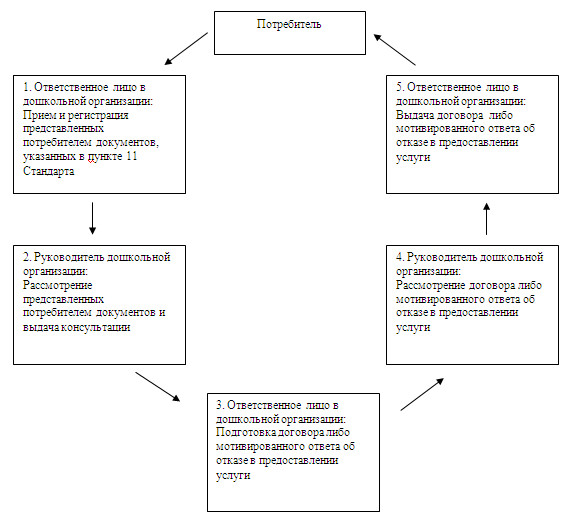 Потребитель
1. Ответственное лицо в
дошкольной организации:
Прием и регистрация
представленных
потребителем документов,
указанных в пункте 11
Стандарта
2. Руководитель дошкольной
организации:
Рассмотрение
представленных
потребителем документов и
выдача консультации
3. Ответственное лицо в
дошкольной организации:
Подготовка договора либо
мотивированного ответа об
отказе в предоставлении
услуги
4. Руководитель дошкольной
организации:
Рассмотрение договора либо
мотивированного ответа об
отказе в предоставлении
услуги
5. Ответственное лицо в
дошкольной организации:
Выдача договора либо
мотивированного ответа об
отказе в предоставлении
услуги